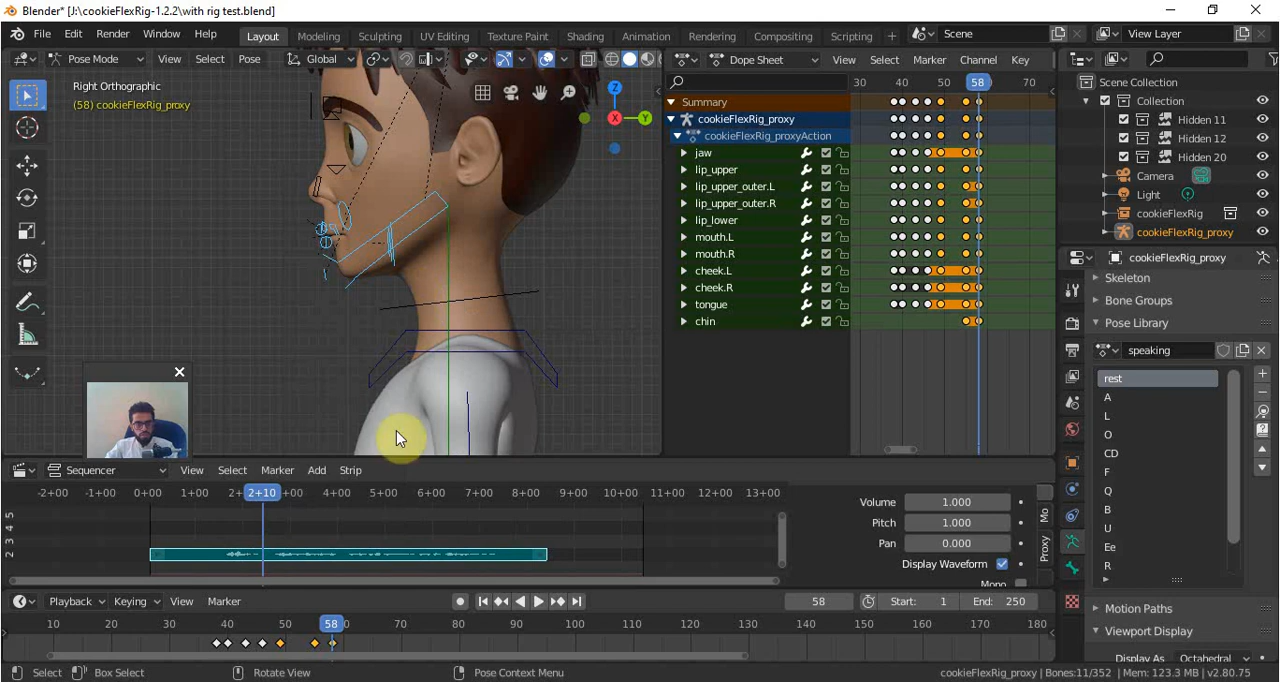 Blender* [J:\cookieFlexRig-1.2.2\with rig test.blend]
File Edit Render Window Help Layout Modeling Sculpting UV Editing Texture Paint Shading Animation Rendering Compositing Scripting + Scene View Layer
Pose Mode View Select Pose Global Dope Sheet View Select Marker Channel Key
Right Orthographic
(58) cookieFlexRig_proxy
Z
X
Y
30 40 58 70
Summary
cookieFlexRig_proxy
cookieFlexRig_proxyAction
jaw
lip_upper
lip_upper_outer.L
lip_upper_outer.R
lip_lower
mouth.L
mouth.R
cheek.L
cheek.R
tongue
chin
Scene Collection
Collection
Hidden 11
Hidden 12
Hidden 20
Camera
Light
cookieFlexRig
cookieFlexRig_proxy
cookieFlexRig_proxy
Skeleton
Bone Groups
Pose Library
speaking
rest
A
L
O
CD
F
Q
B
U
Ee
R
Motion Paths
Viewport Display
Display As Octahedral
Sequencer View Select Marker Add Strip
-2+00 -1+00 0+00 1+00 2+10 4+00 5+00 6+00 7+00 8+00 9+00 10+00 11+00 12+00 13+00
5
4
3
2
Volume 1.000
Pitch 1.000
Pan 0.000
Display Waveform
Mono
Mo
Proxy
Playback Keying View Marker 58 Start: 1 End: 250
10 20 30 40 50 58 70 80 90 100 110 120 130 140 150 160 170 180
Select Box Select Rotate View Pose Context Menu cookieFlexRig_proxy | Bones:11/352 | Mem: 123.3 MB | v2.80.75